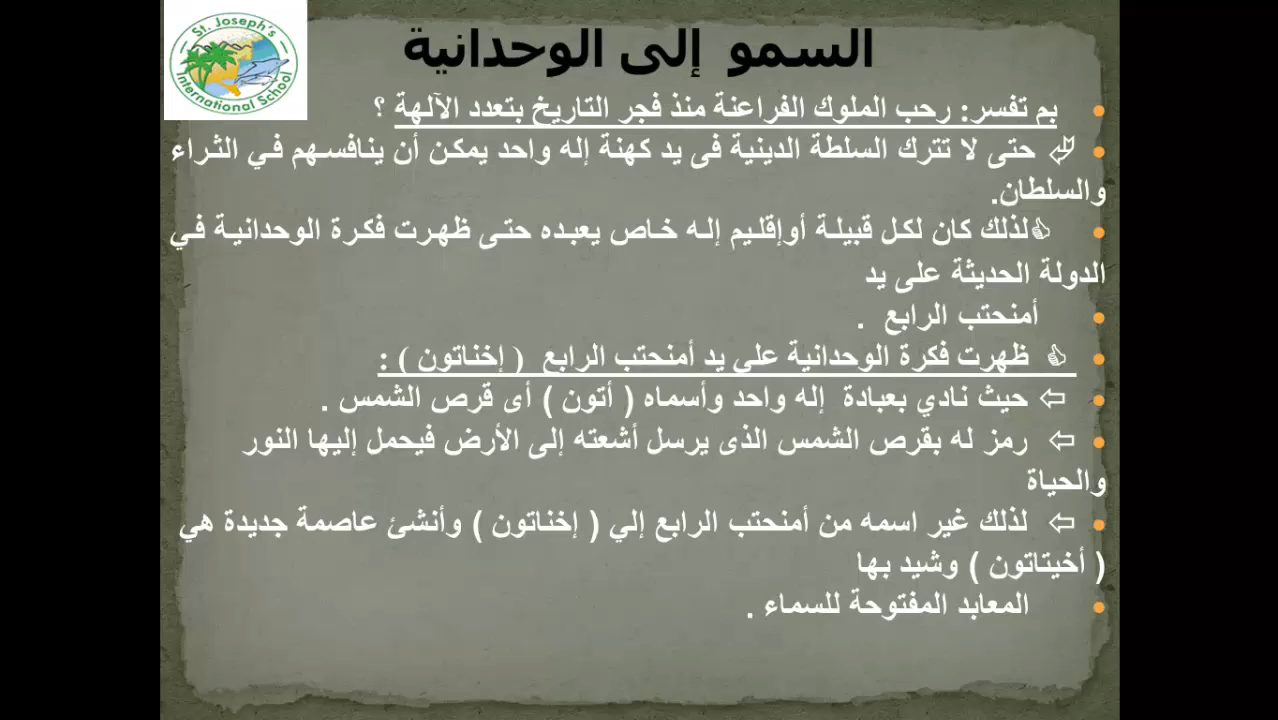 St. Joseph's
International School
السمو إلى الوحدانية
بم تفسر: رحب الملوك الفراعنة منذ فجر التاريخ بتعدد الآلهة ؟
حتى لا تترك السلطة الدينية فى يد كهنة إله واحد يمكن أن ينافسهم في الثراء
والسلطان.
لذلك كان لكل قبيلة أوإقليم إله خاص يعبده حتى ظهرت فكرة الوحدانية في
الدولة الحديثة على يد
أمنحتب الرابع .
ظهرت فكرة الوحدانية علي يد أمنحتب الرابع ( إخناتون ) :
حيث نادي بعبادة إله واحد وأسماه ( أتون ) أى قرص الشمس .
رمز له بقرص الشمس الذى يرسل أشعته إلى الأرض فيحمل إليها النور
والحياة
لذلك غير اسمه من أمنحتب الرابع إلي ( إخناتون ) وأنشئ عاصمة جديدة هي
( أخيتاتون ) وشيد بها
المعابد المفتوحة للسماء .